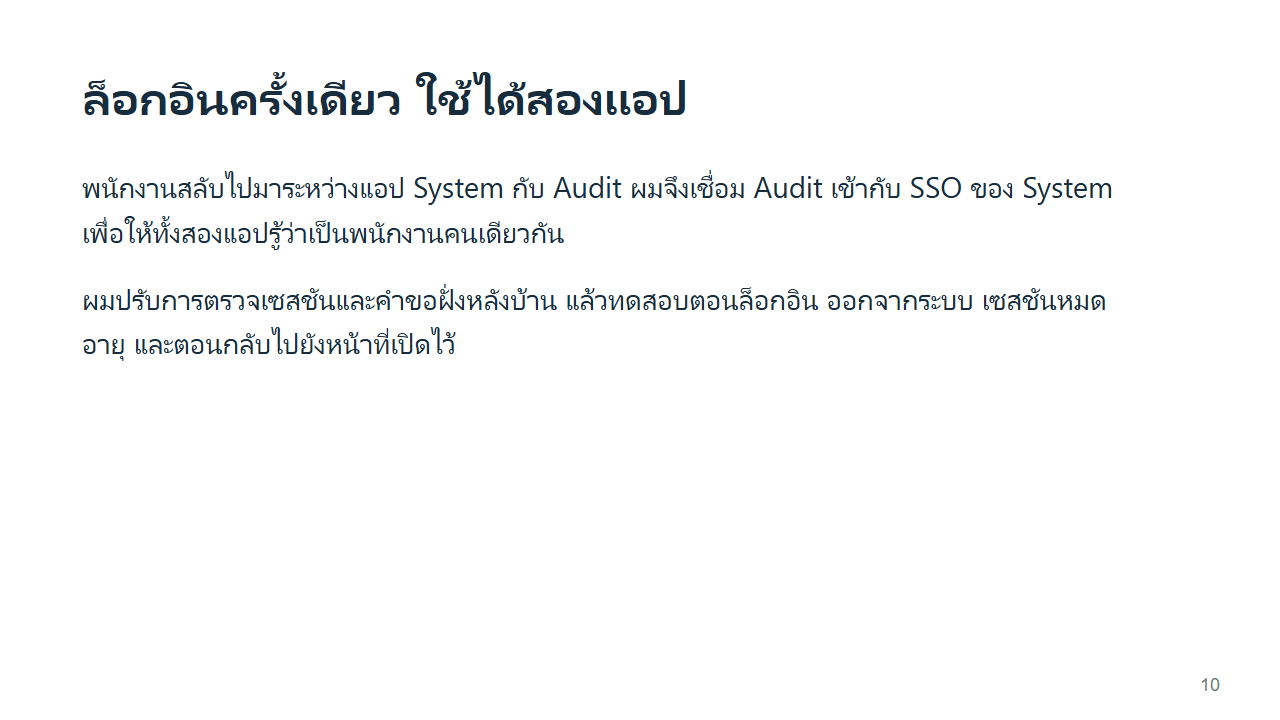 ล็อกอินครั้งเดียว ใช้ได้สองแอป
พนักงานสลับไปมาระหว่างแอป System กับ Audit ผมจึงเชื่อม Audit เข้ากับ SSO ของ System
เพื่อให้ทั้งสองแอปรู้ว่าเป็นพนักงานคนเดียวกัน
ผมปรับการตรวจเซสชันและคำขอฝั่งหลังบ้าน แล้วทดสอบตอนล็อกอิน ออกจากระบบ เซสชันหมด
อายุ และตอนกลับไปยังหน้าที่เปิดไว้
10